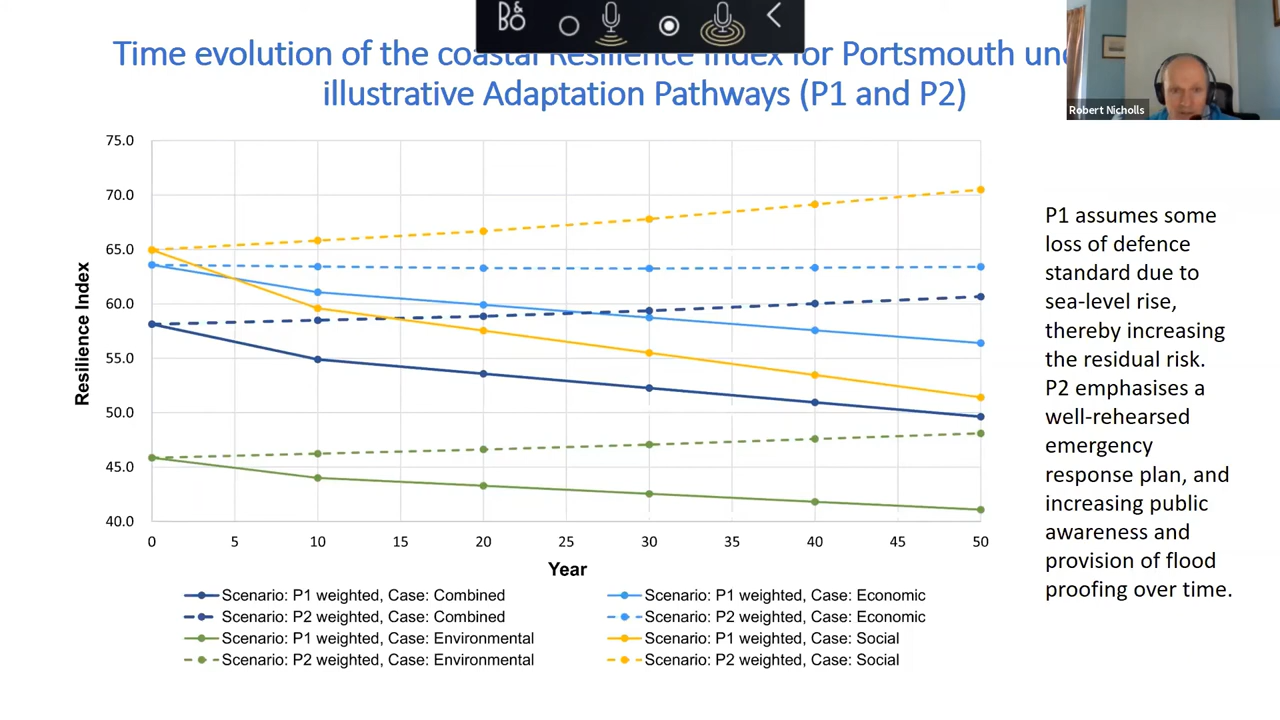 B&O
Time evolution of the coastal Resilience Index for Portsmouth
illustrative Adaptation Pathways (P1 and P2)
Robert Nicholls
75.0
70.0
65.0
60.0
55.0
50.0
45.0
40.0
Resilience Index
0 5 10 15 20 25 30 35 40 45 50
Year
Scenario: P1 weighted, Case: Combined
Scenario: P1 weighted, Case: Economic
Scenario: P2 weighted, Case: Combined
Scenario: P2 weighted, Case: Economic
Scenario: P1 weighted, Case: Environmental
Scenario: P1 weighted, Case: Social
Scenario: P2 weighted, Case: Environmental
Scenario: P2 weighted, Case: Social
P1 assumes some
loss of defence
standard due to
sea-level rise,
thereby increasing
the residual risk.
P2 emphasises a
well-rehearsed
emergency
response plan, and
increasing public
awareness and
provision of flood
proofing over time.